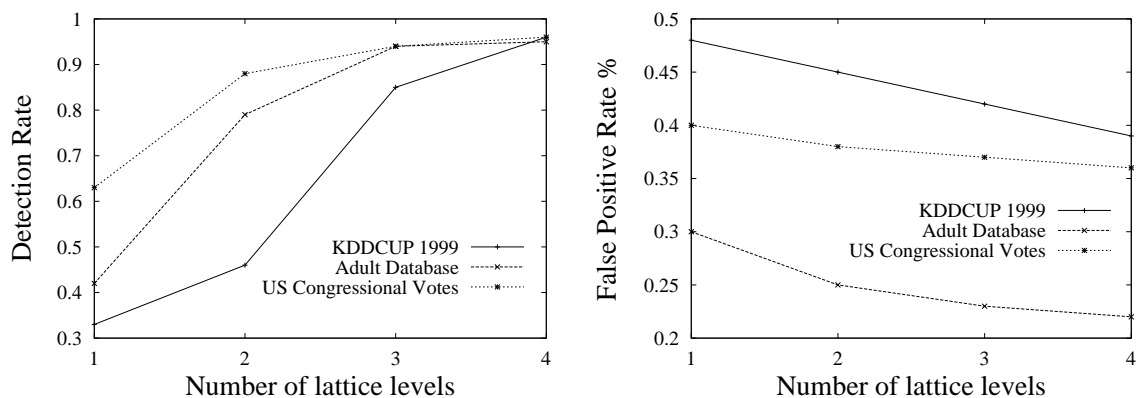 1
0.9
0.8
0.7
0.6
0.5
0.4
0.3
Detection Rate
KDDCUP 1999
Adult Database
US Congressional Votes
1 2 3 4
Number of lattice levels
0.5
0.45
0.4
0.35
0.3
0.25
0.2
False Positive Rate %
KDDCUP 1999
Adult Database
US Congressional Votes
1 2 3 4
Number of lattice levels